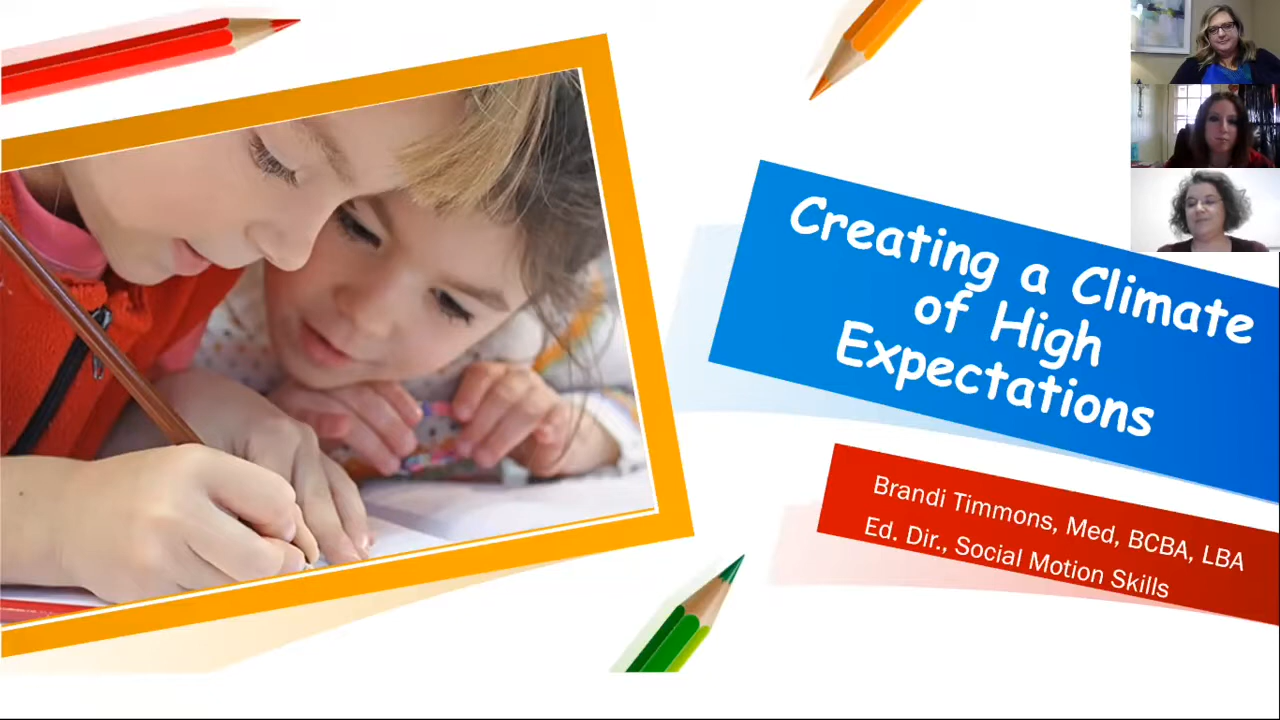 Creating a Climate
of High
Expectations
Brandi Timmons, Med, BCBA, LBA
Ed. Dir., Social Motion Skills